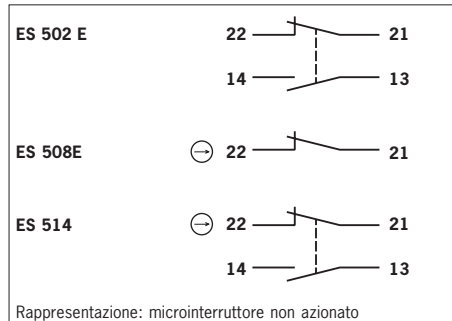 ES 502 E 22 21
14 13
ES 508E 22 21
ES 514 22 21
14 13
Rappresentazione: microinterruttore non azionato